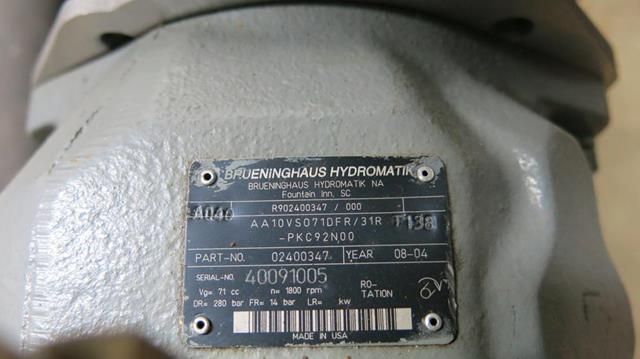 BRUENINGHAUS HYDROMATIK
BRUENINGHAUS HYDROMATIK NA
Fountain Inn, SC
R902400347 / 000
A040 AA10VSO71DFR/31R F138
-PKC92N00
PART-NO. 02400347 YEAR 08-04
SERIAL-NO. 40091005
Vg= 71 cc n= 1800 rpm RO-
TATION
DR= 280 bar FR= 14 bar LR= kw
MADE IN USA